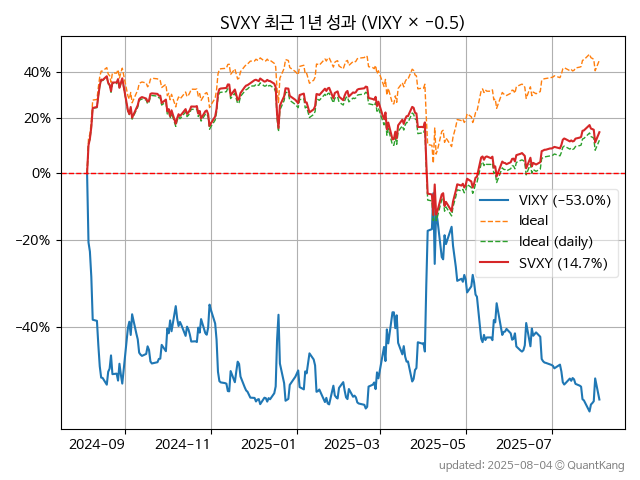 SVXY 최근 1년 성과 (VIXY × −0.5)
40%
20%
0%
−20%
−40%
VIXY (−53.0%)
Ideal
Ideal (daily)
SVXY (14.7%)
2024-09
2024-11
2025-01
2025-03
2025-05
2025-07
updated: 2025-08-04 © QuantKang